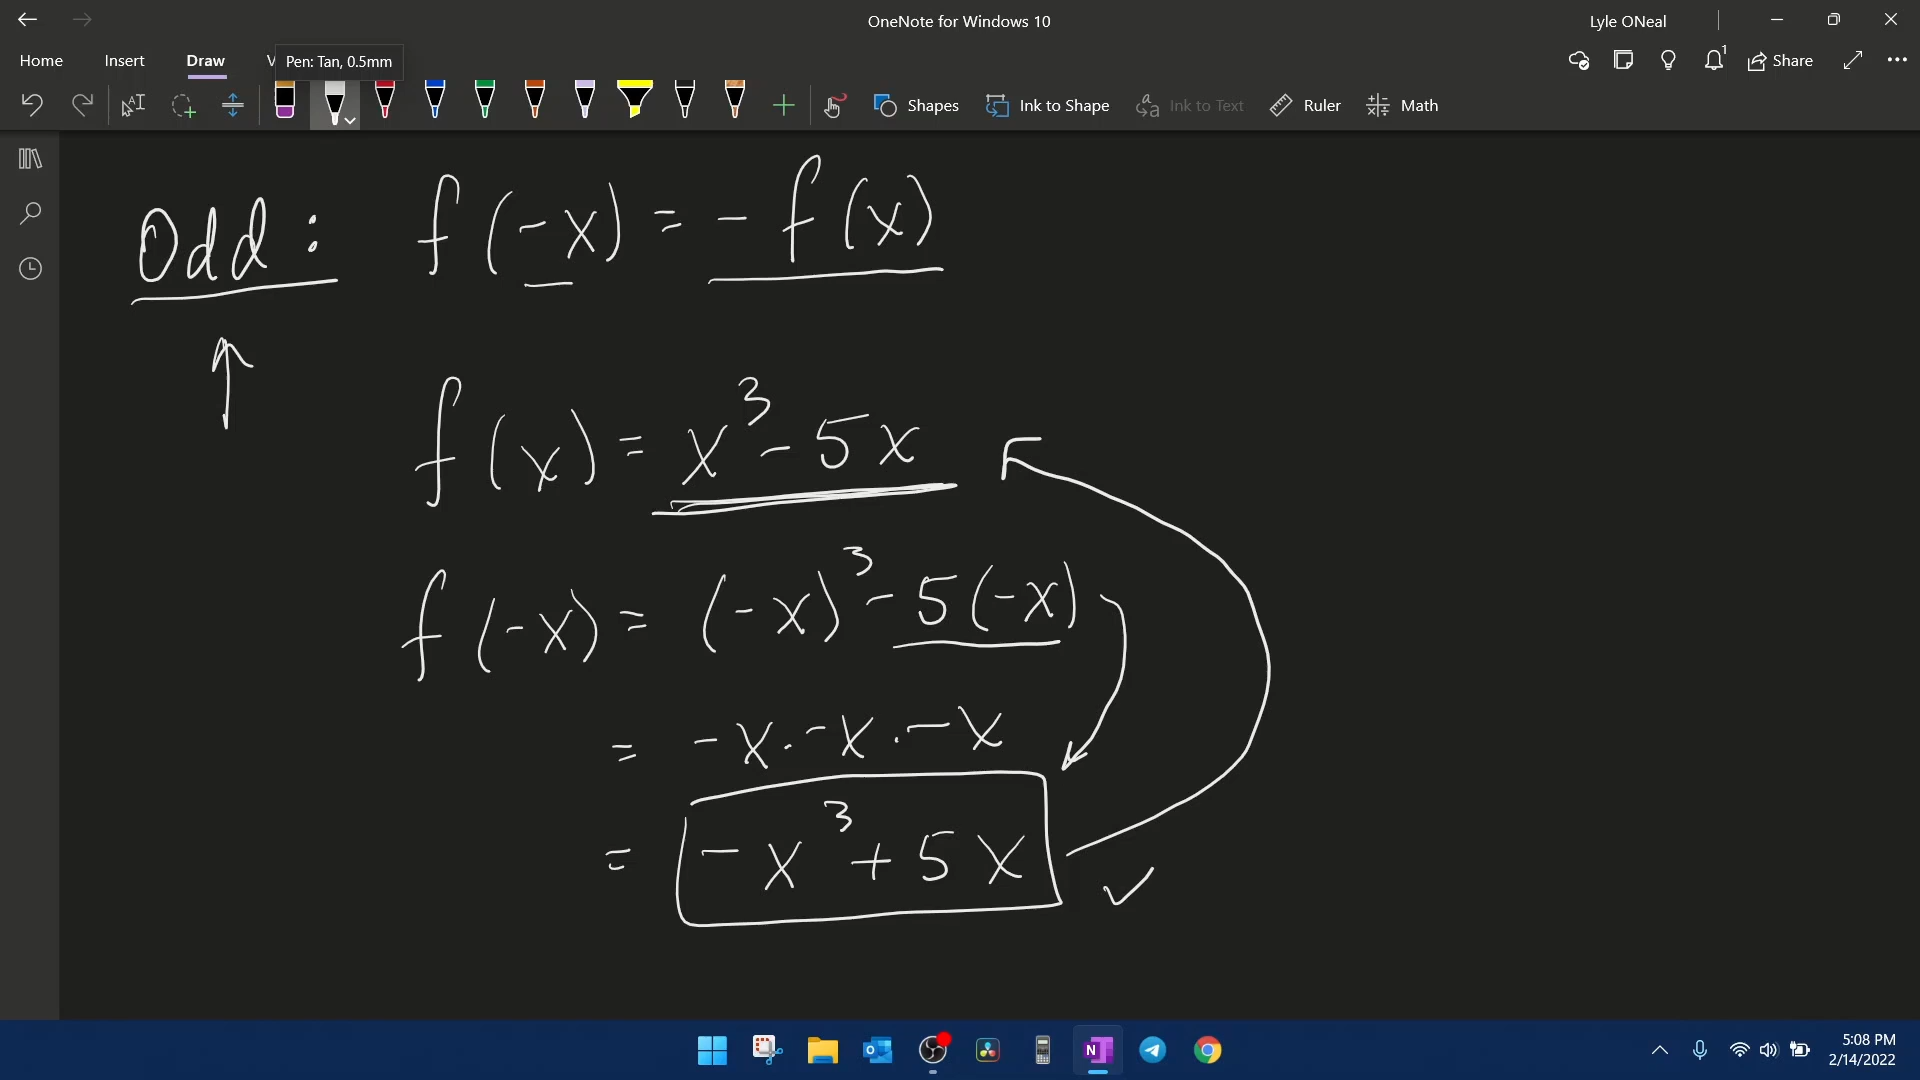 OneNote for Windows 10
Lyle ONeal
Home Insert Draw V
Pen: Tan, 0.5mm
1
Share
Shapes Ink to Shape Ink to Text Ruler Math
Odd: f(-x) = -f(x)
f(x) = x³ - 5x
f(-x) = (-x)³ - 5(-x)
= -x · -x · -x
= -x³ + 5x
5:08 PM
2/14/2022